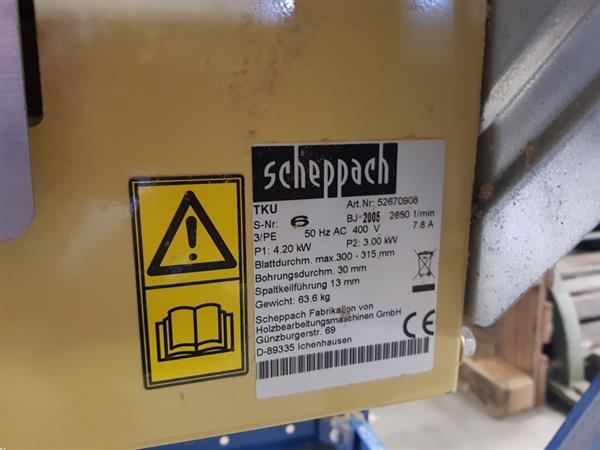 scheppach
TKU Art.Nr: 52670908
S-Nr: 6 BJ-2005 2680 1/min
3/PE 50 Hz AC 400 V 7.8 A
P1: 4.20 kW P2: 3.00 kW
Blattdurchm. max.300 - 315 mm
Bohrungsdurchm. 30 mm
Spaltkeilführung 13 mm
Gewicht: 63.6 kg
Scheppach Fabrikation von
Holzbearbeitungsmaschinen GmbH
Günzburgerstr. 69
D-89335 Ichenhausen
CE